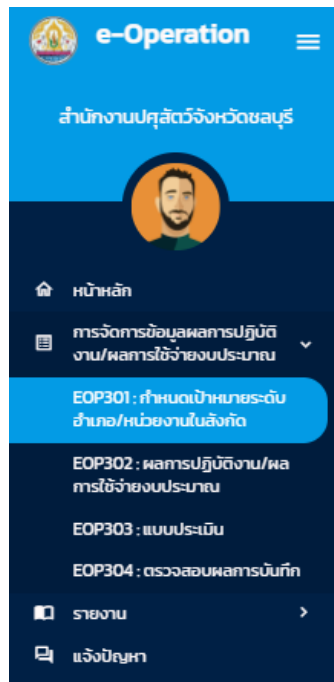 e-Operation
สำนักงานปศุสัตว์จังหวัดชลบุรี
หน้าหลัก
การจัดการข้อมูลผลการปฏิบัติ
งาน/ผลการใช้จ่ายงบประมาณ
EOP301 : กำหนดเป้าหมายระดับ
อำเภอ/หน่วยงานในสังกัด
EOP302 : ผลการปฏิบัติงาน/ผล
การใช้จ่ายงบประมาณ
EOP303 : แบบประเมิน
EOP304 : ตรวจสอบผลการบันทึก
รายงาน
แจ้งปัญหา